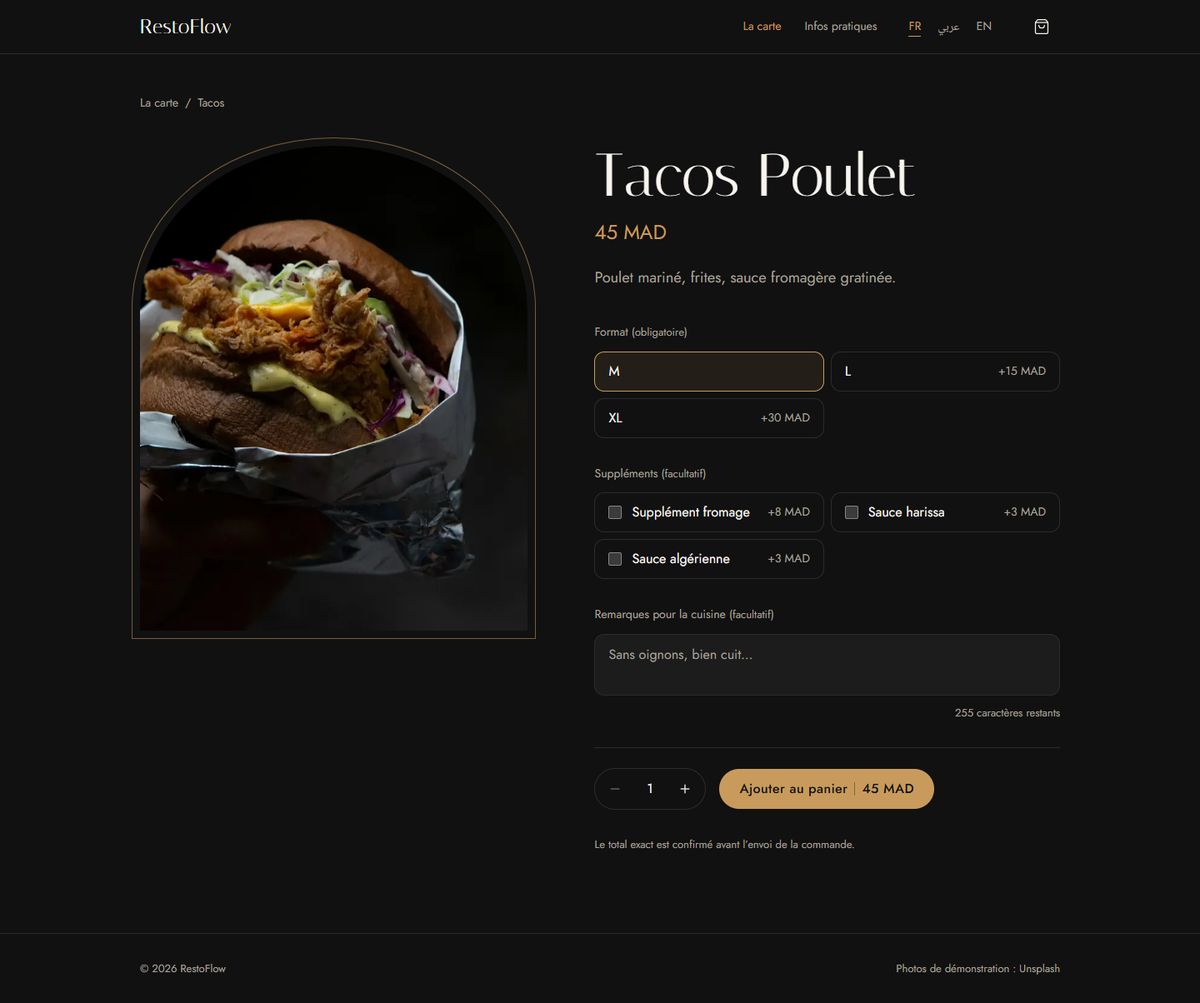 RestoFlow La carte Infos pratiques FR عربي EN
La carte / Tacos
Tacos Poulet
45 MAD
Poulet mariné, frites, sauce fromagère gratinée.
Format (obligatoire)
M
L +15 MAD
XL +30 MAD
Suppléments (facultatif)
Supplément fromage +8 MAD
Sauce harissa +3 MAD
Sauce algérienne +3 MAD
Remarques pour la cuisine (facultatif)
Sans oignons, bien cuit...
255 caractères restants
− 1 + Ajouter au panier | 45 MAD
Le total exact est confirmé avant l'envoi de la commande.
© 2026 RestoFlow Photos de démonstration : Unsplash